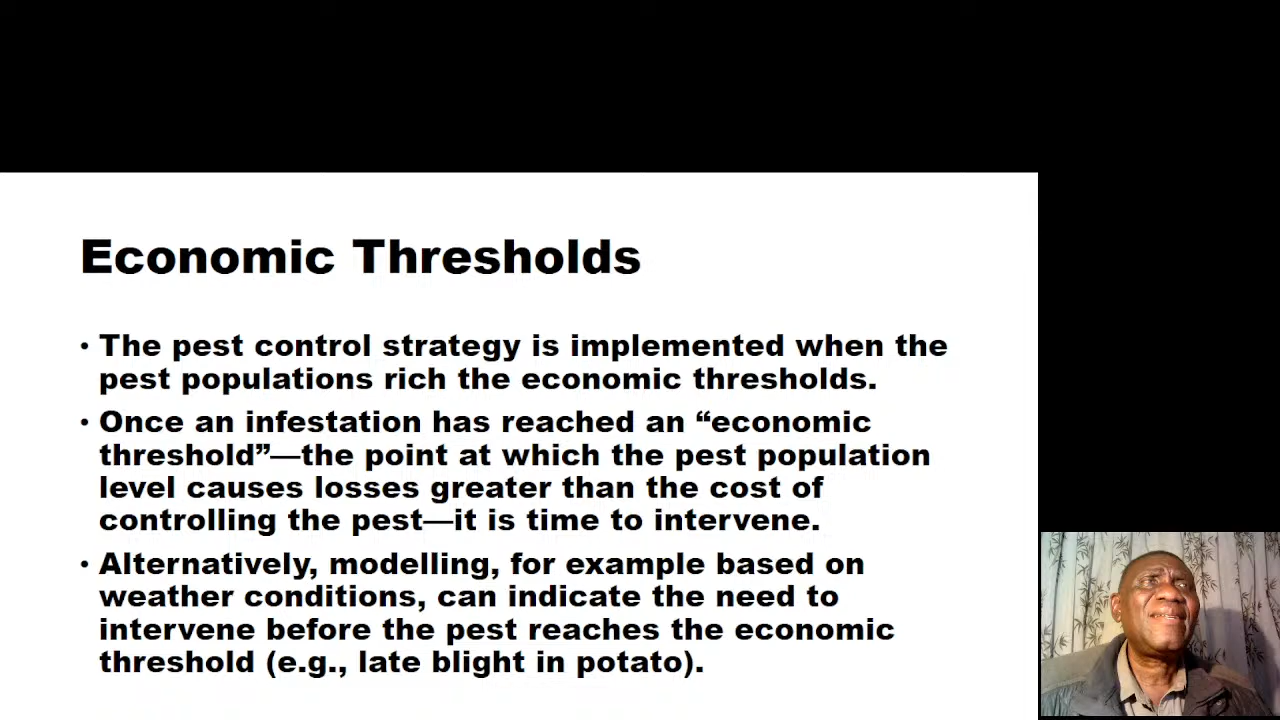 Economic Thresholds
• The pest control strategy is implemented when the
pest populations rich the economic thresholds.
• Once an infestation has reached an “economic
threshold”—the point at which the pest population
level causes losses greater than the cost of
controlling the pest—it is time to intervene.
• Alternatively, modelling, for example based on
weather conditions, can indicate the need to
intervene before the pest reaches the economic
threshold (e.g., late blight in potato).